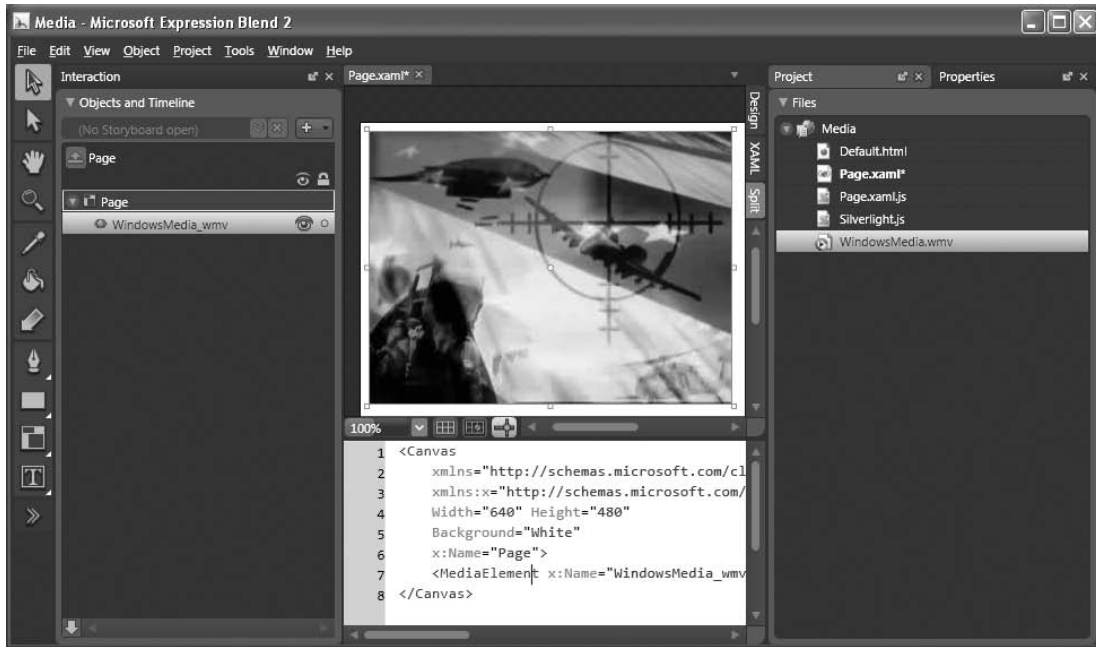 Media - Microsoft Expression Blend 2
File Edit View Object Project Tools Window Help
Interaction
Objects and Timeline
(No Storyboard open)
Page
Page
WindowsMedia_wmv
Page.xaml*
Design
XAML
Split
100%
1 <Canvas
2 xmlns="http://schemas.microsoft.com/cl
3 xmlns:x="http://schemas.microsoft.com/
4 Width="640" Height="480"
5 Background="White"
6 x:Name="Page">
7 <MediaElement x:Name="WindowsMedia_wmv
8 </Canvas>
Project Properties
Files
Media
Default.html
Page.xaml*
Page.xaml.js
Silverlight.js
WindowsMedia.wmv